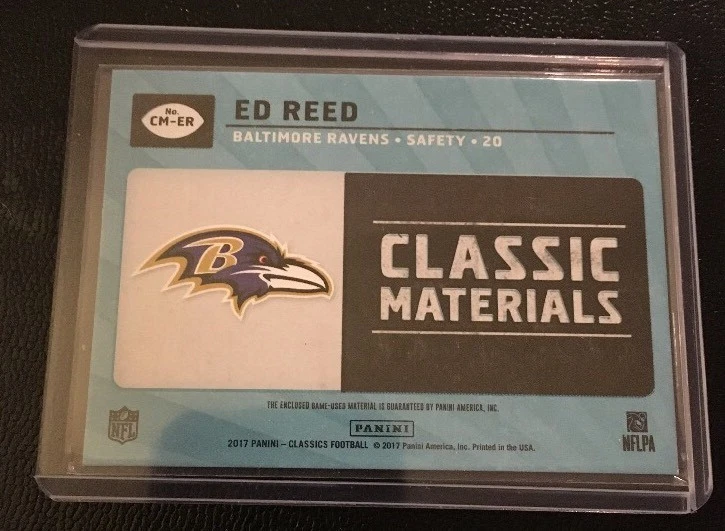 No.
CM-ER
ED REED
BALTIMORE RAVENS • SAFETY • 20
B
CLASSIC
MATERIALS
THE ENCLOSED GAME-USED MATERIAL IS GUARANTEED BY PANINI AMERICA, INC.
PANINI
NFL
2017 PANINI – CLASSICS FOOTBALL © 2017 Panini America, Inc. Printed in the USA.
NFLPA